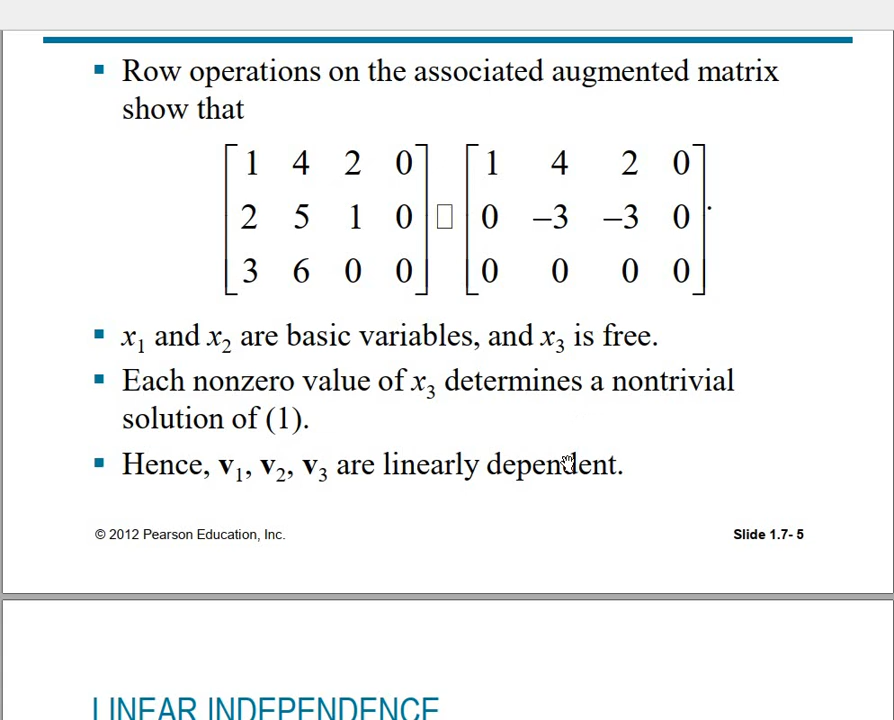 ▪ Row operations on the associated augmented matrix
show that
[1 4 2 0] [1 4 2 0]
[2 5 1 0] □ [0 –3 –3 0].
[3 6 0 0] [0 0 0 0]
▪ x₁ and x₂ are basic variables, and x₃ is free.
▪ Each nonzero value of x₃ determines a nontrivial
solution of (1).
▪ Hence, v₁, v₂, v₃ are linearly dependent.
© 2012 Pearson Education, Inc. Slide 1.7- 5
LINEAR INDEPENDENCE